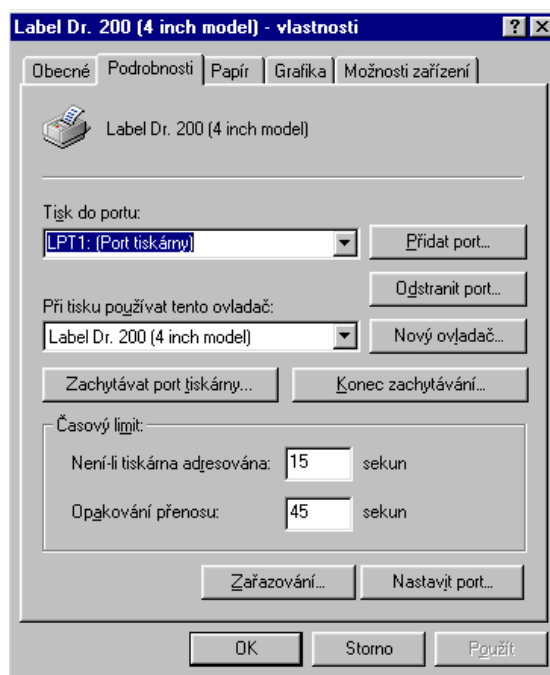 Label Dr. 200 (4 inch model) - vlastnosti
Obecné Podrobnosti Papír Grafika Možnosti zařízení
Label Dr. 200 (4 inch model)
Tisk do portu:
LPT1: (Port tiskárny) Přidat port...
Odstranit port...
Při tisku používat tento ovladač:
Label Dr. 200 (4 inch model) Nový ovladač...
Zachytávat port tiskárny... Konec zachytávání...
Časový limit:
Není-li tiskárna adresována: 15 sekun
Opakování přenosu: 45 sekun
Zařazování... Nastavit port...
OK Storno Použít